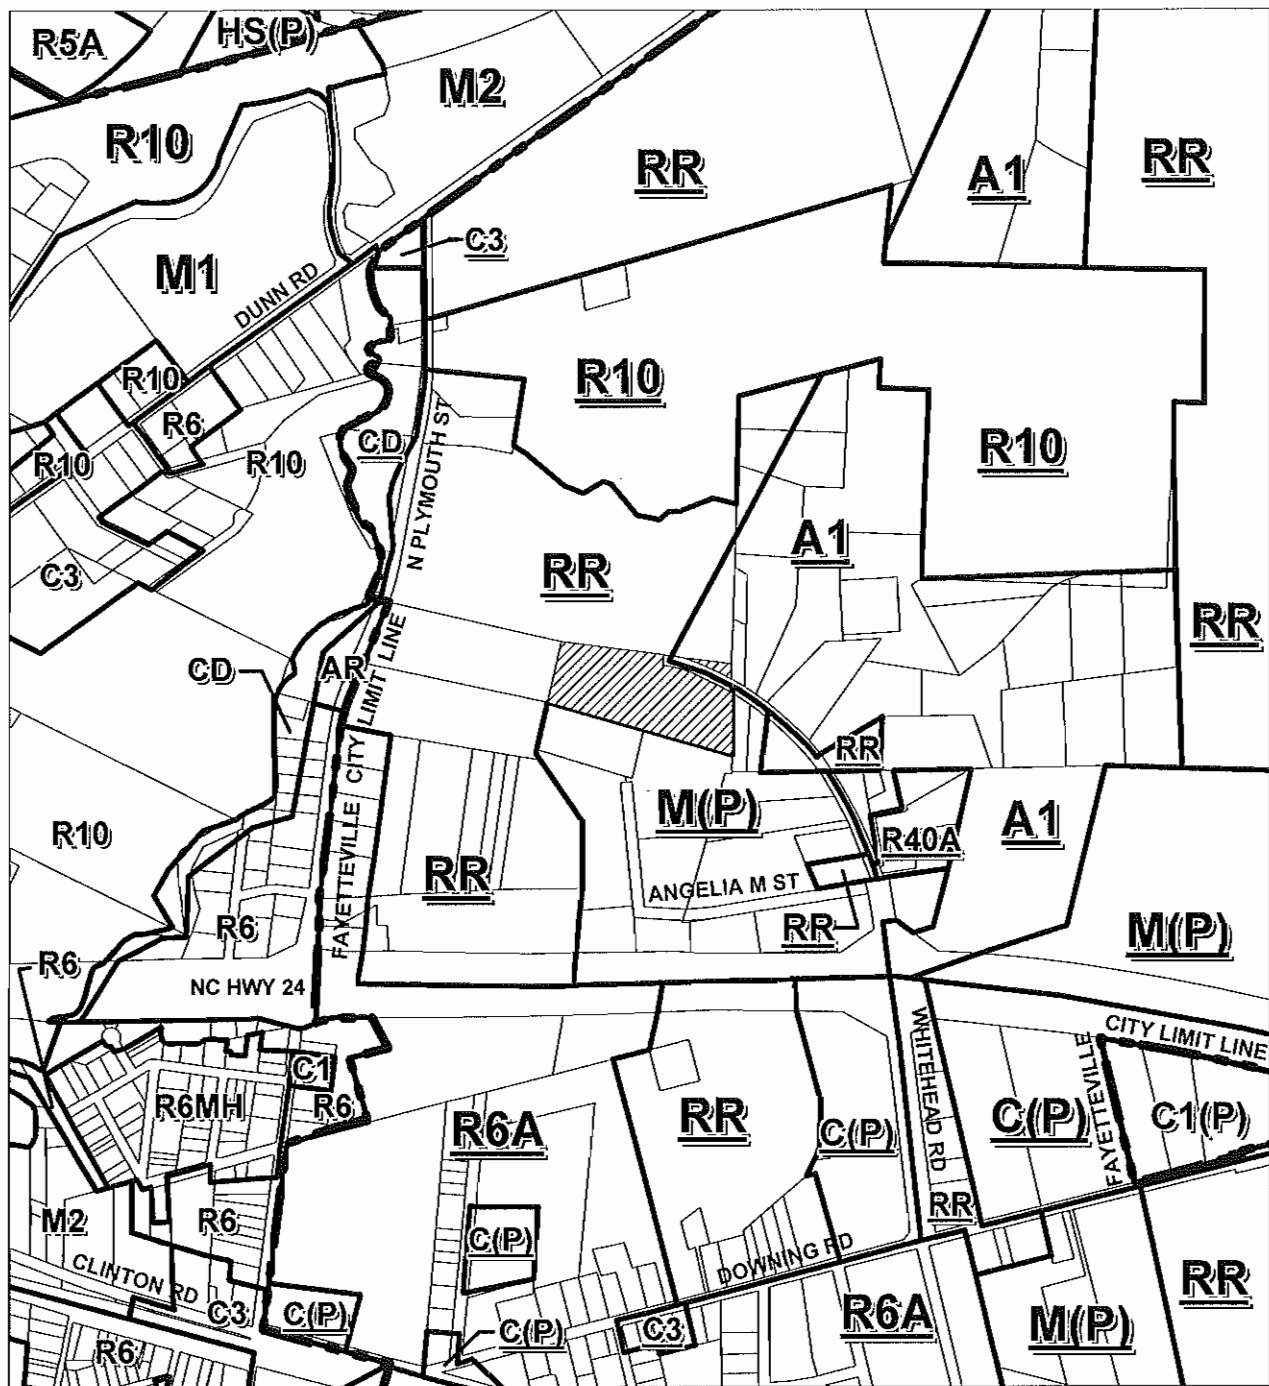 R5A
HS(P)
M2
R10
RR
A1
RR
C3
M1
DUNN RD
R10
R6
R10
R10
CD
N PLYMOUTH ST
R10
R10
A1
C3
RR
RR
CD
AR
FAYETTEVILLE CITY LIMIT LINE
RR
M(P)
R10
A1
R40A
RR
ANGELIA M ST
R6
RR
M(P)
R6
NC HWY 24
WHITEHEAD RD
FAYETTEVILLE
CITY LIMIT LINE
C1
R6MH
R6
R6A
RR
C(P)
C(P)
C1(P)
M2
R6
C(P)
RR
CLINTON RD
DOWNING RD
C3
C(P)
C(P)
C3
R6A
M(P)
RR
R6